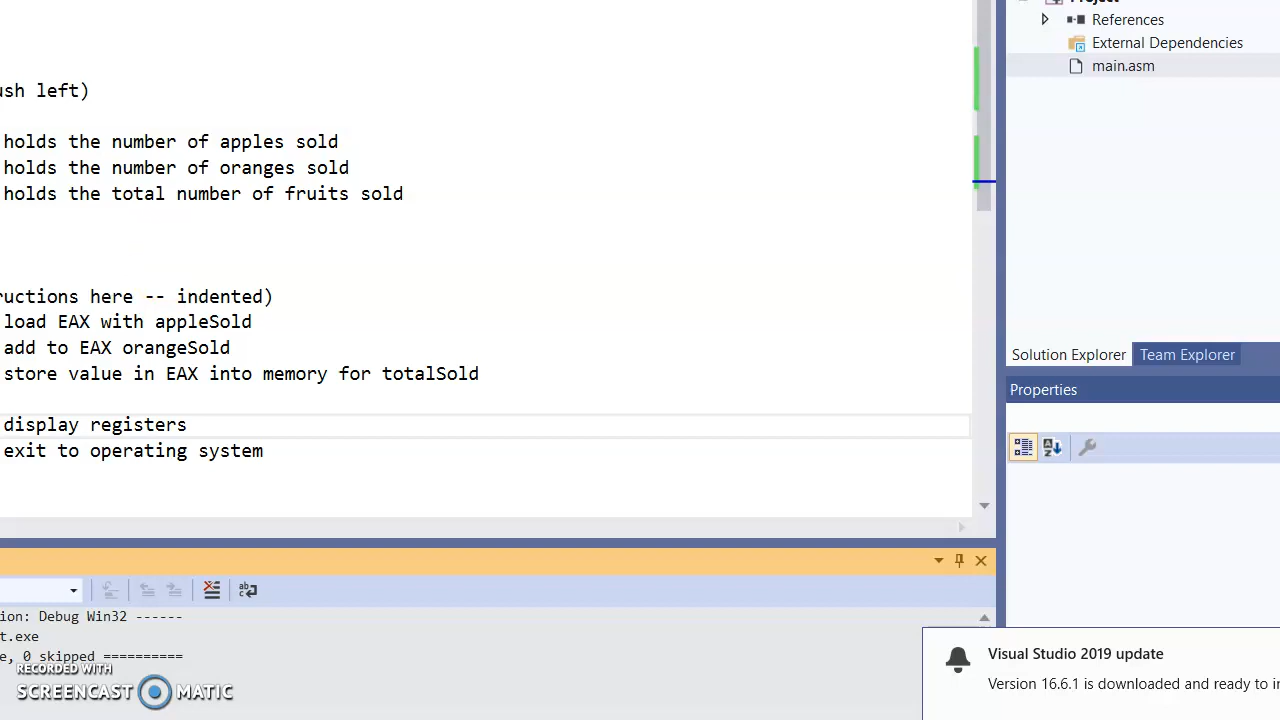 Project
References
External Dependencies
main.asm
ush left)
holds the number of apples sold
holds the number of oranges sold
holds the total number of fruits sold
ructions here -- indented)
load EAX with appleSold
add to EAX orangeSold
store value in EAX into memory for totalSold
display registers
exit to operating system
Solution Explorer
Team Explorer
Properties
ion: Debug Win32 ------
t.exe
e, 0 skipped ==========
RECORDED WITH
SCREENCAST MATIC
Visual Studio 2019 update
Version 16.6.1 is downloaded and ready to in